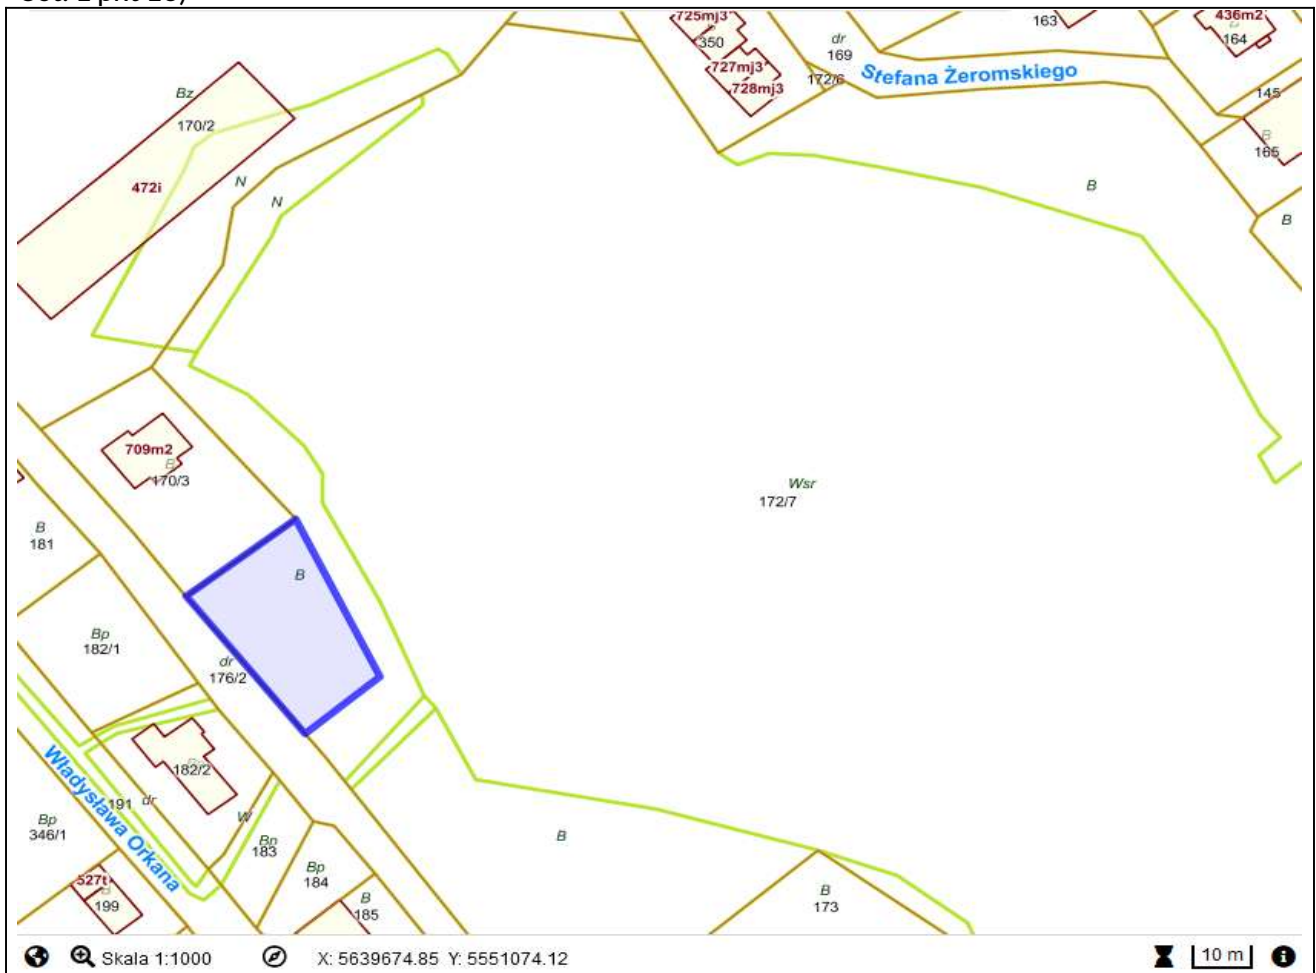 725mj3
350
727mj3
728mj3
dr
169
172/6
Stefana Żeromskiego
163
436m2
164
145
B
165
Bz
170/2
472i
N
N
B
B
709m2
B
170/3
Wsr
172/7
B
181
B
Bp
182/1
dr
176/2
182/2
Władysława Orkana
191 dr
W
Bp
346/1
Bp
183
Bp
184
B
185
527t
199
B
B
173
Skala 1:1000
X: 5639674.85 Y: 5551074.12
10 m